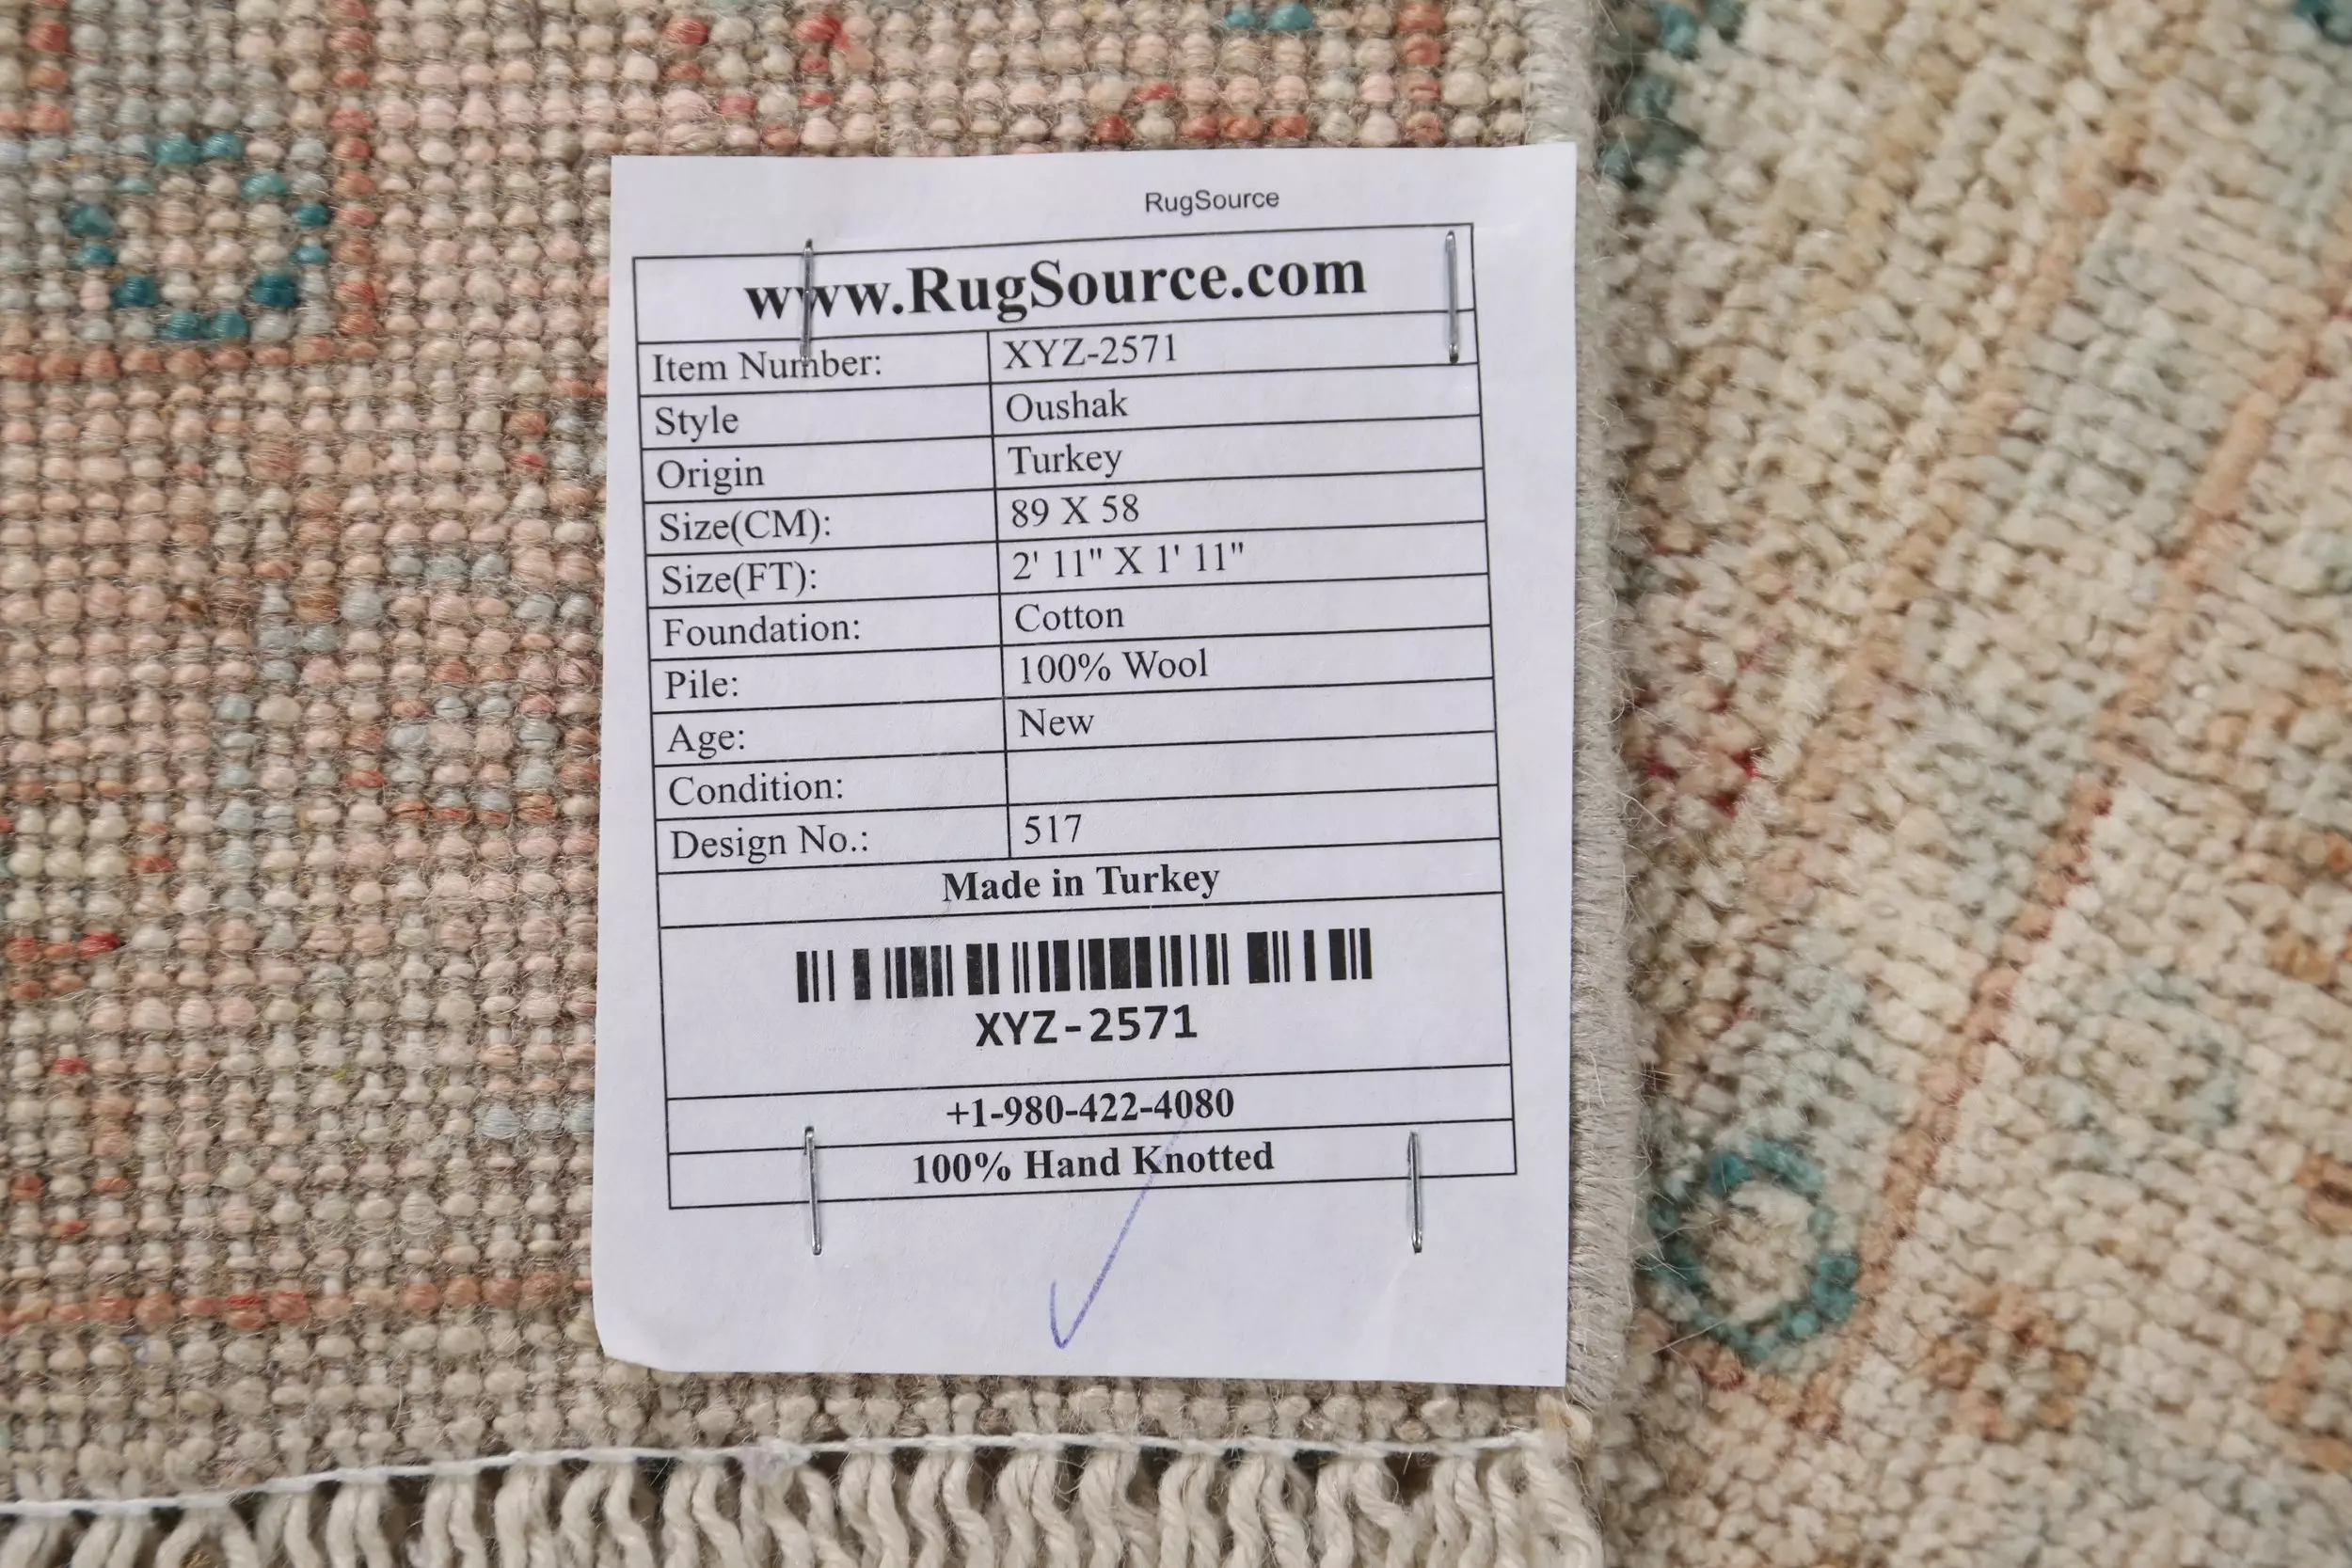 RugSource
www.RugSource.com
Item Number: XYZ-2571
Style Oushak
Origin Turkey
Size(CM): 89 X 58
Size(FT): 2' 11" X 1' 11"
Foundation: Cotton
Pile: 100% Wool
Age: New
Condition:
Design No.: 517
Made in Turkey
XYZ-2571
+1-980-422-4080
100% Hand Knotted